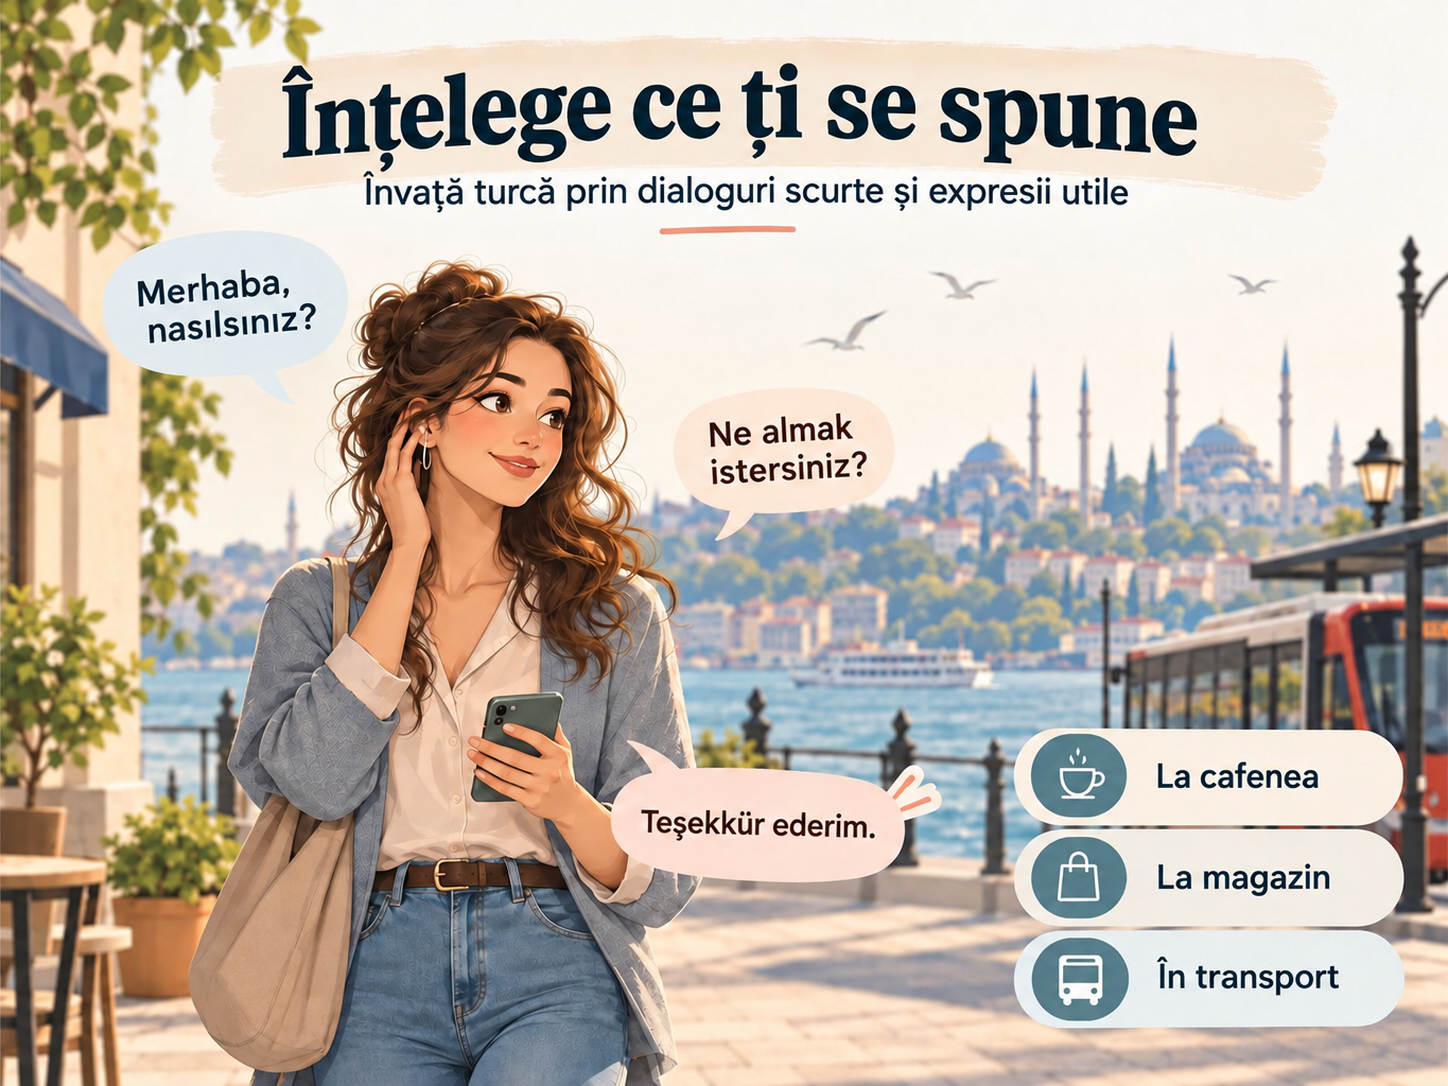 Înțelege ce ți se spune
Învață turcă prin dialoguri scurte și expresii utile
Merhaba,
nasılsınız?
Ne almak
istersiniz?
Teşekkür ederim.
La cafenea
La magazin
În transport